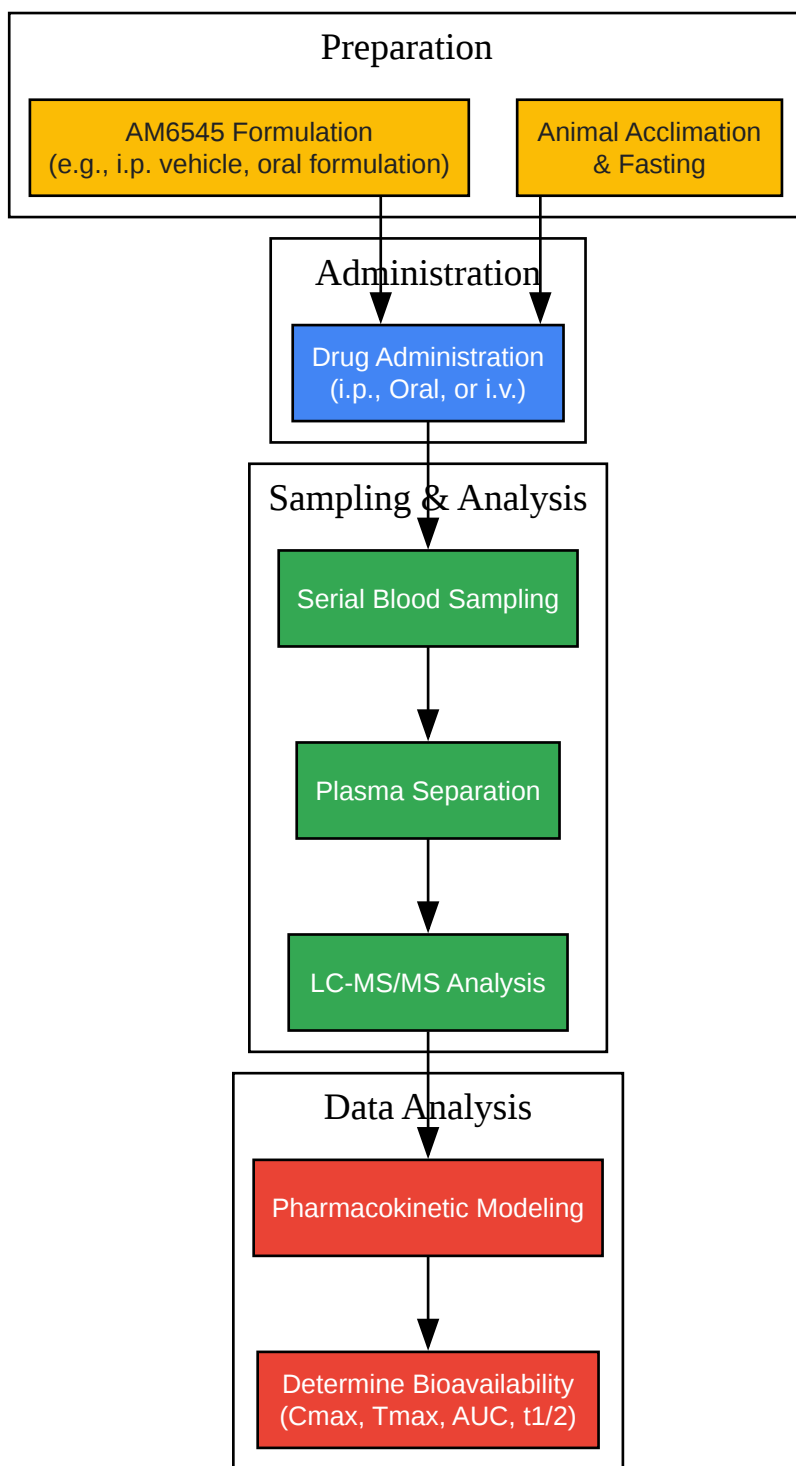 Preparation
AM6545 Formulation
(e.g., i.p. vehicle, oral formulation)
Animal Acclimation
& Fasting
Administration
Drug Administration
(i.p., Oral, or i.v.)
Sampling & Analysis
Serial Blood Sampling
Plasma Separation
LC-MS/MS Analysis
Data Analysis
Pharmacokinetic Modeling
Determine Bioavailability
(Cmax, Tmax, AUC, t1/2)